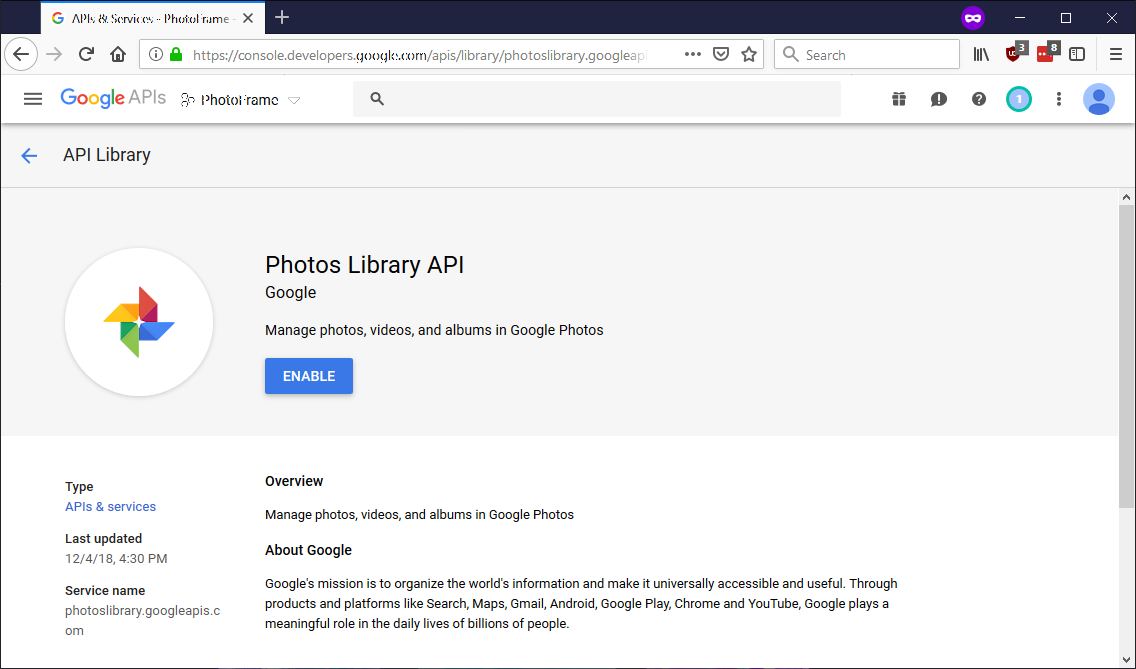 APIs & Services - PhotoFrame -
https://console.developers.google.com/apis/library/photoslibrary.googleapi
Search
3
8
Google APIs
PhotoFrame
1
API Library
Photos Library API
Google
Manage photos, videos, and albums in Google Photos
ENABLE
Type
APIs & services
Last updated
12/4/18, 4:30 PM
Service name
photoslibrary.googleapis.c
om
Overview
Manage photos, videos, and albums in Google Photos
About Google
Google's mission is to organize the world's information and make it universally accessible and useful. Through
products and platforms like Search, Maps, Gmail, Android, Google Play, Chrome and YouTube, Google plays a
meaningful role in the daily lives of billions of people.